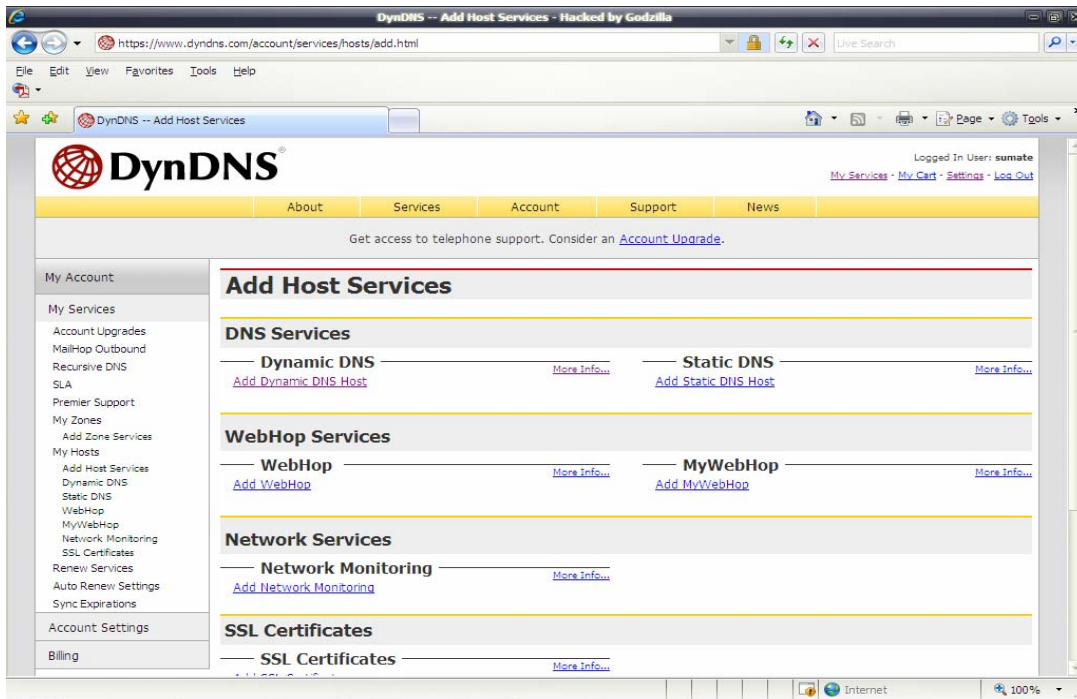 DynDNS -- Add Host Services - Hacked by Godzilla
https://www.dyndns.com/account/services/hosts/add.html
Live Search
File Edit View Favorites Tools Help
DynDNS -- Add Host Services
Page Tools
DynDNS®
Logged In User: sumate
My Services - My Cart - Settings - Log Out
About Services Account Support News
Get access to telephone support. Consider an Account Upgrade.
My Account
My Services
Account Upgrades
MailHop Outbound
Recursive DNS
SLA
Premier Support
My Zones
Add Zone Services
My Hosts
Add Host Services
Dynamic DNS
Static DNS
WebHop
MyWebHop
Network Monitoring
SSL Certificates
Renew Services
Auto Renew Settings
Sync Expirations
Account Settings
Billing
Add Host Services
DNS Services
Dynamic DNS More Info...
Add Dynamic DNS Host
Static DNS More Info...
Add Static DNS Host
WebHop Services
WebHop More Info...
Add WebHop
MyWebHop More Info...
Add MyWebHop
Network Services
Network Monitoring More Info...
Add Network Monitoring
SSL Certificates
SSL Certificates More Info...
Internet 100%